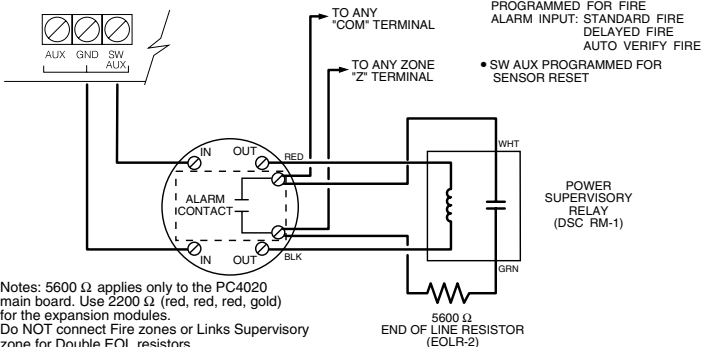 PROGRAMMED FOR FIRE
ALARM INPUT: STANDARD FIRE
DELAYED FIRE
AUTO VERIFY FIRE
• SW AUX PROGRAMMED FOR
SENSOR RESET
TO ANY
"COM" TERMINAL
TO ANY ZONE
"Z" TERMINAL
AUX GND SW
AUX
IN OUT
RED
WHT
ALARM
CONTACT
POWER
SUPERVISORY
RELAY
(DSC RM-1)
IN OUT
BLK
GRN
5600 Ω
END OF LINE RESISTOR
(EOLR-2)
Notes: 5600 Ω applies only to the PC4020
main board. Use 2200 Ω (red, red, red, gold)
for the expansion modules.
Do NOT connect Fire zones or Links Supervisory
zone for Double EOL resistors